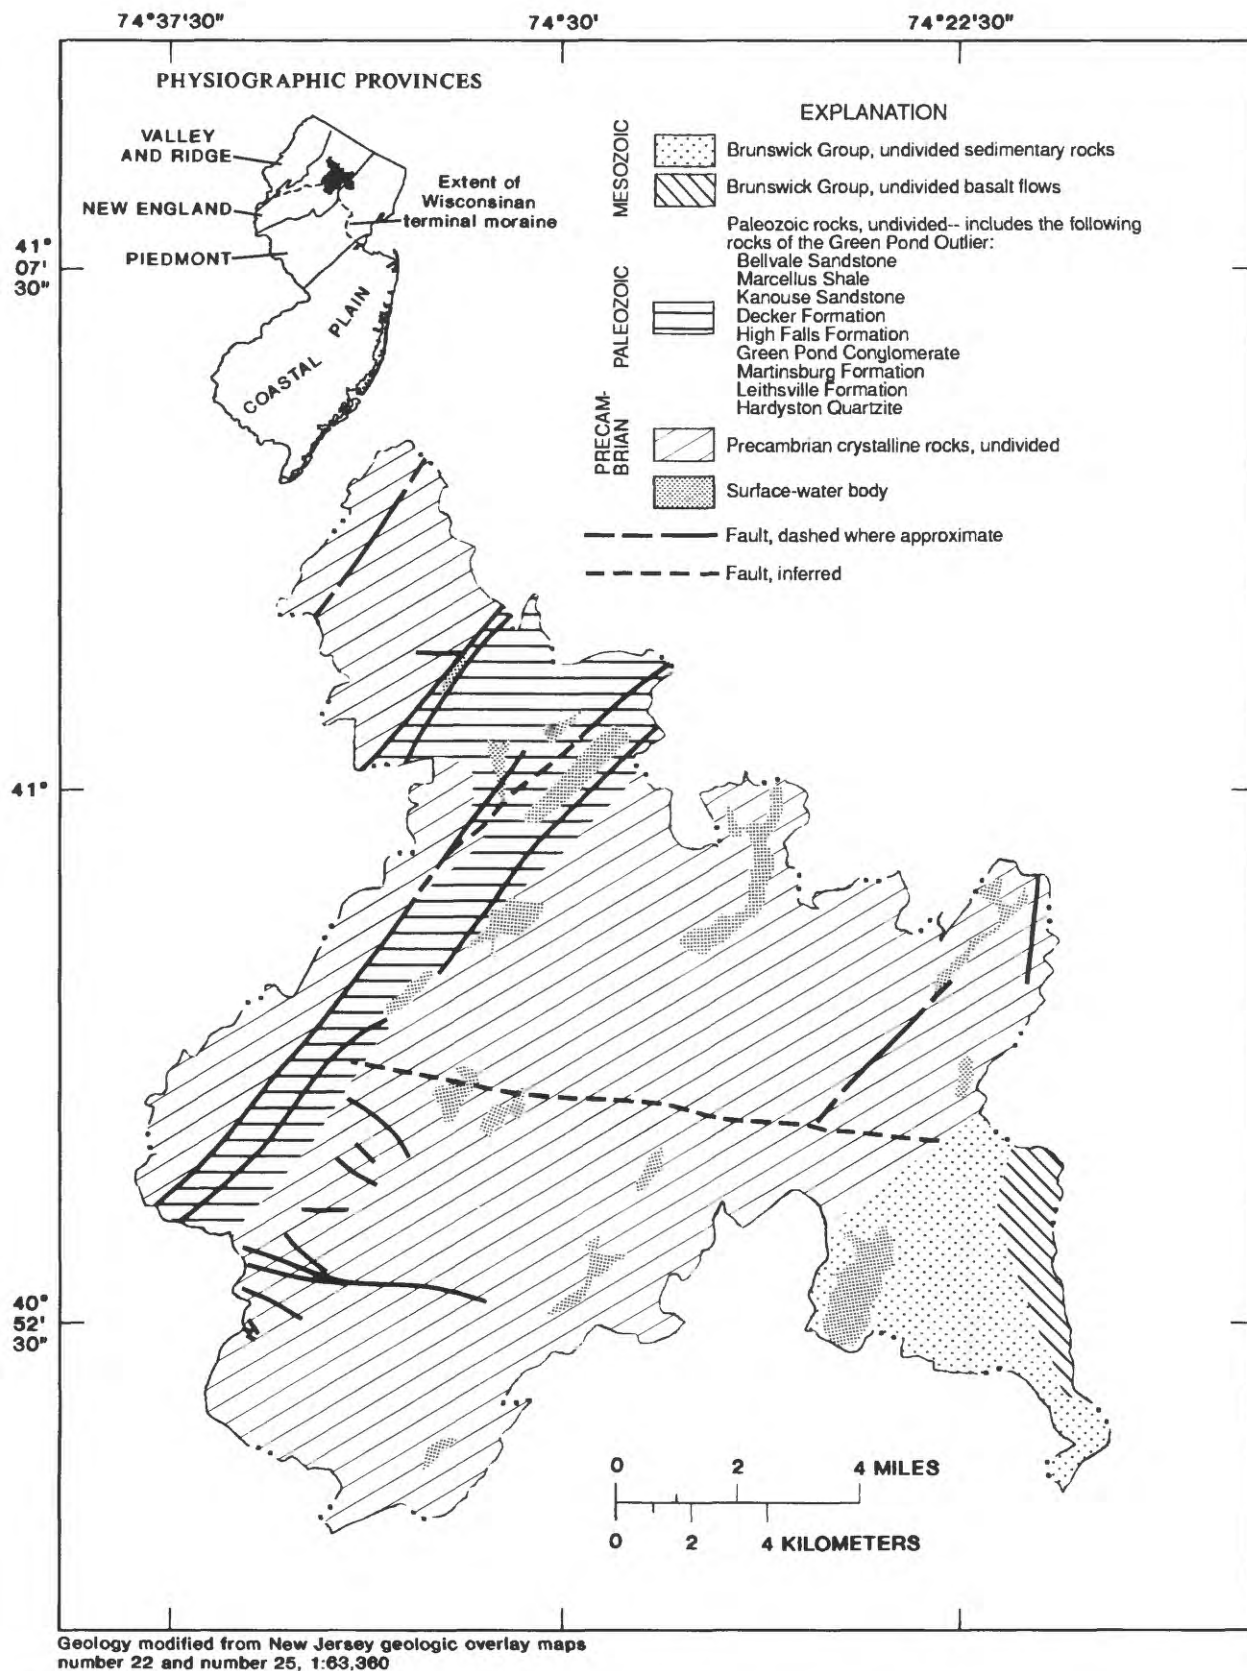 74°37'30"
74°30'
74°22'30"
PHYSIOGRAPHIC PROVINCES
VALLEY
AND RIDGE
NEW ENGLAND
PIEDMONT
Extent of
Wisconsinan
terminal moraine
COASTAL PLAIN
41°
07'
30"
41°
40°
52'
30"
EXPLANATION
MESOZOIC
Brunswick Group, undivided sedimentary rocks
Brunswick Group, undivided basalt flows
PALEOZOIC
Paleozoic rocks, undivided-- includes the following
rocks of the Green Pond Outlier:
Bellvale Sandstone
Marcellus Shale
Kanouse Sandstone
Decker Formation
High Falls Formation
Green Pond Conglomerate
Martinsburg Formation
Leithsville Formation
Hardyston Quartzite
PRECAM-
BRIAN
Precambrian crystalline rocks, undivided
Surface-water body
Fault, dashed where approximate
Fault, inferred
0 2 4 MILES
0 2 4 KILOMETERS
Geology modified from New Jersey geologic overlay maps
number 22 and number 25, 1:63,360